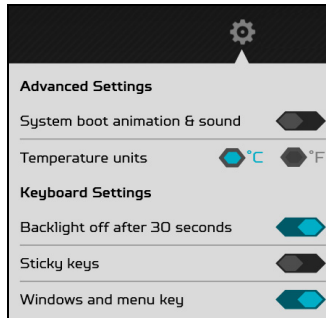 Advanced Settings
System boot animation & sound
Temperature units °C °F
Keyboard Settings
Backlight off after 30 seconds
Sticky keys
Windows and menu key